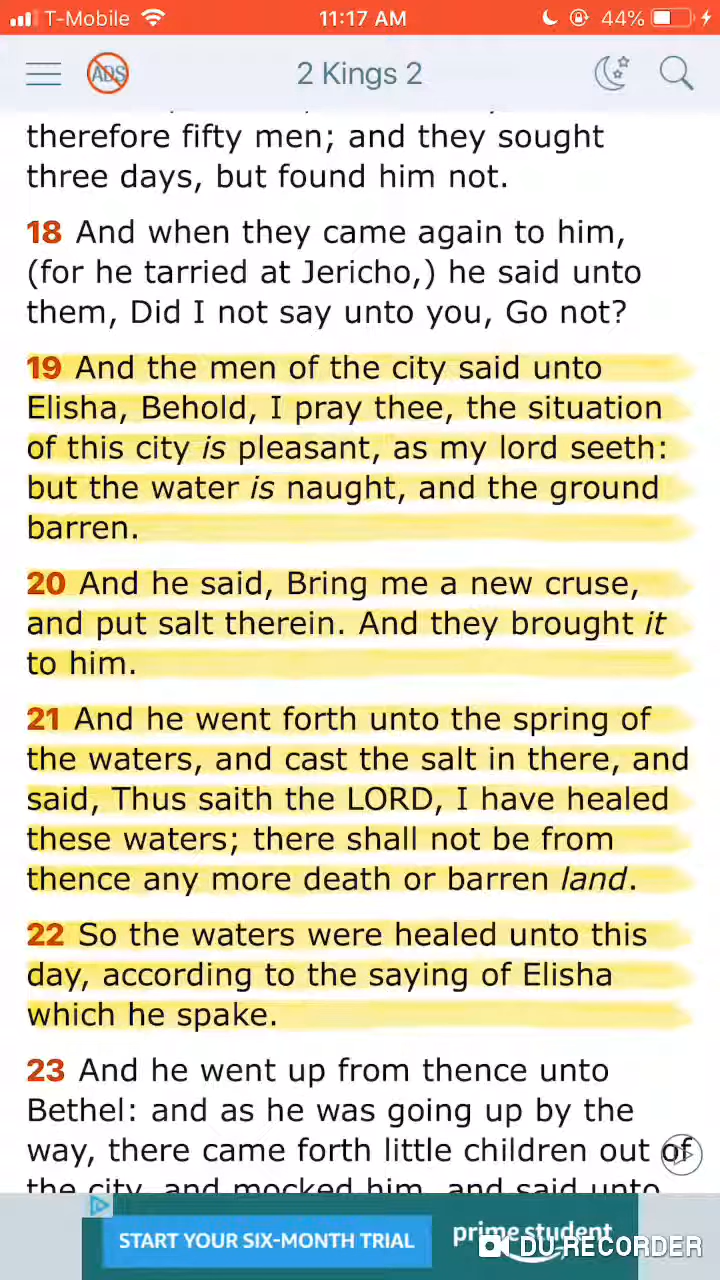 T-Mobile 11:17 AM 44%
ADS 2 Kings 2
therefore fifty men; and they sought
three days, but found him not.
18 And when they came again to him,
(for he tarried at Jericho,) he said unto
them, Did I not say unto you, Go not?
19 And the men of the city said unto
Elisha, Behold, I pray thee, the situation
of this city is pleasant, as my lord seeth:
but the water is naught, and the ground
barren.
20 And he said, Bring me a new cruse,
and put salt therein. And they brought it
to him.
21 And he went forth unto the spring of
the waters, and cast the salt in there, and
said, Thus saith the LORD, I have healed
these waters; there shall not be from
thence any more death or barren land.
22 So the waters were healed unto this
day, according to the saying of Elisha
which he spake.
23 And he went up from thence unto
Bethel: and as he was going up by the
way, there came forth little children out of
the city, and mocked him, and said unto
START YOUR SIX-MONTH TRIAL prime student
DU RECORDER